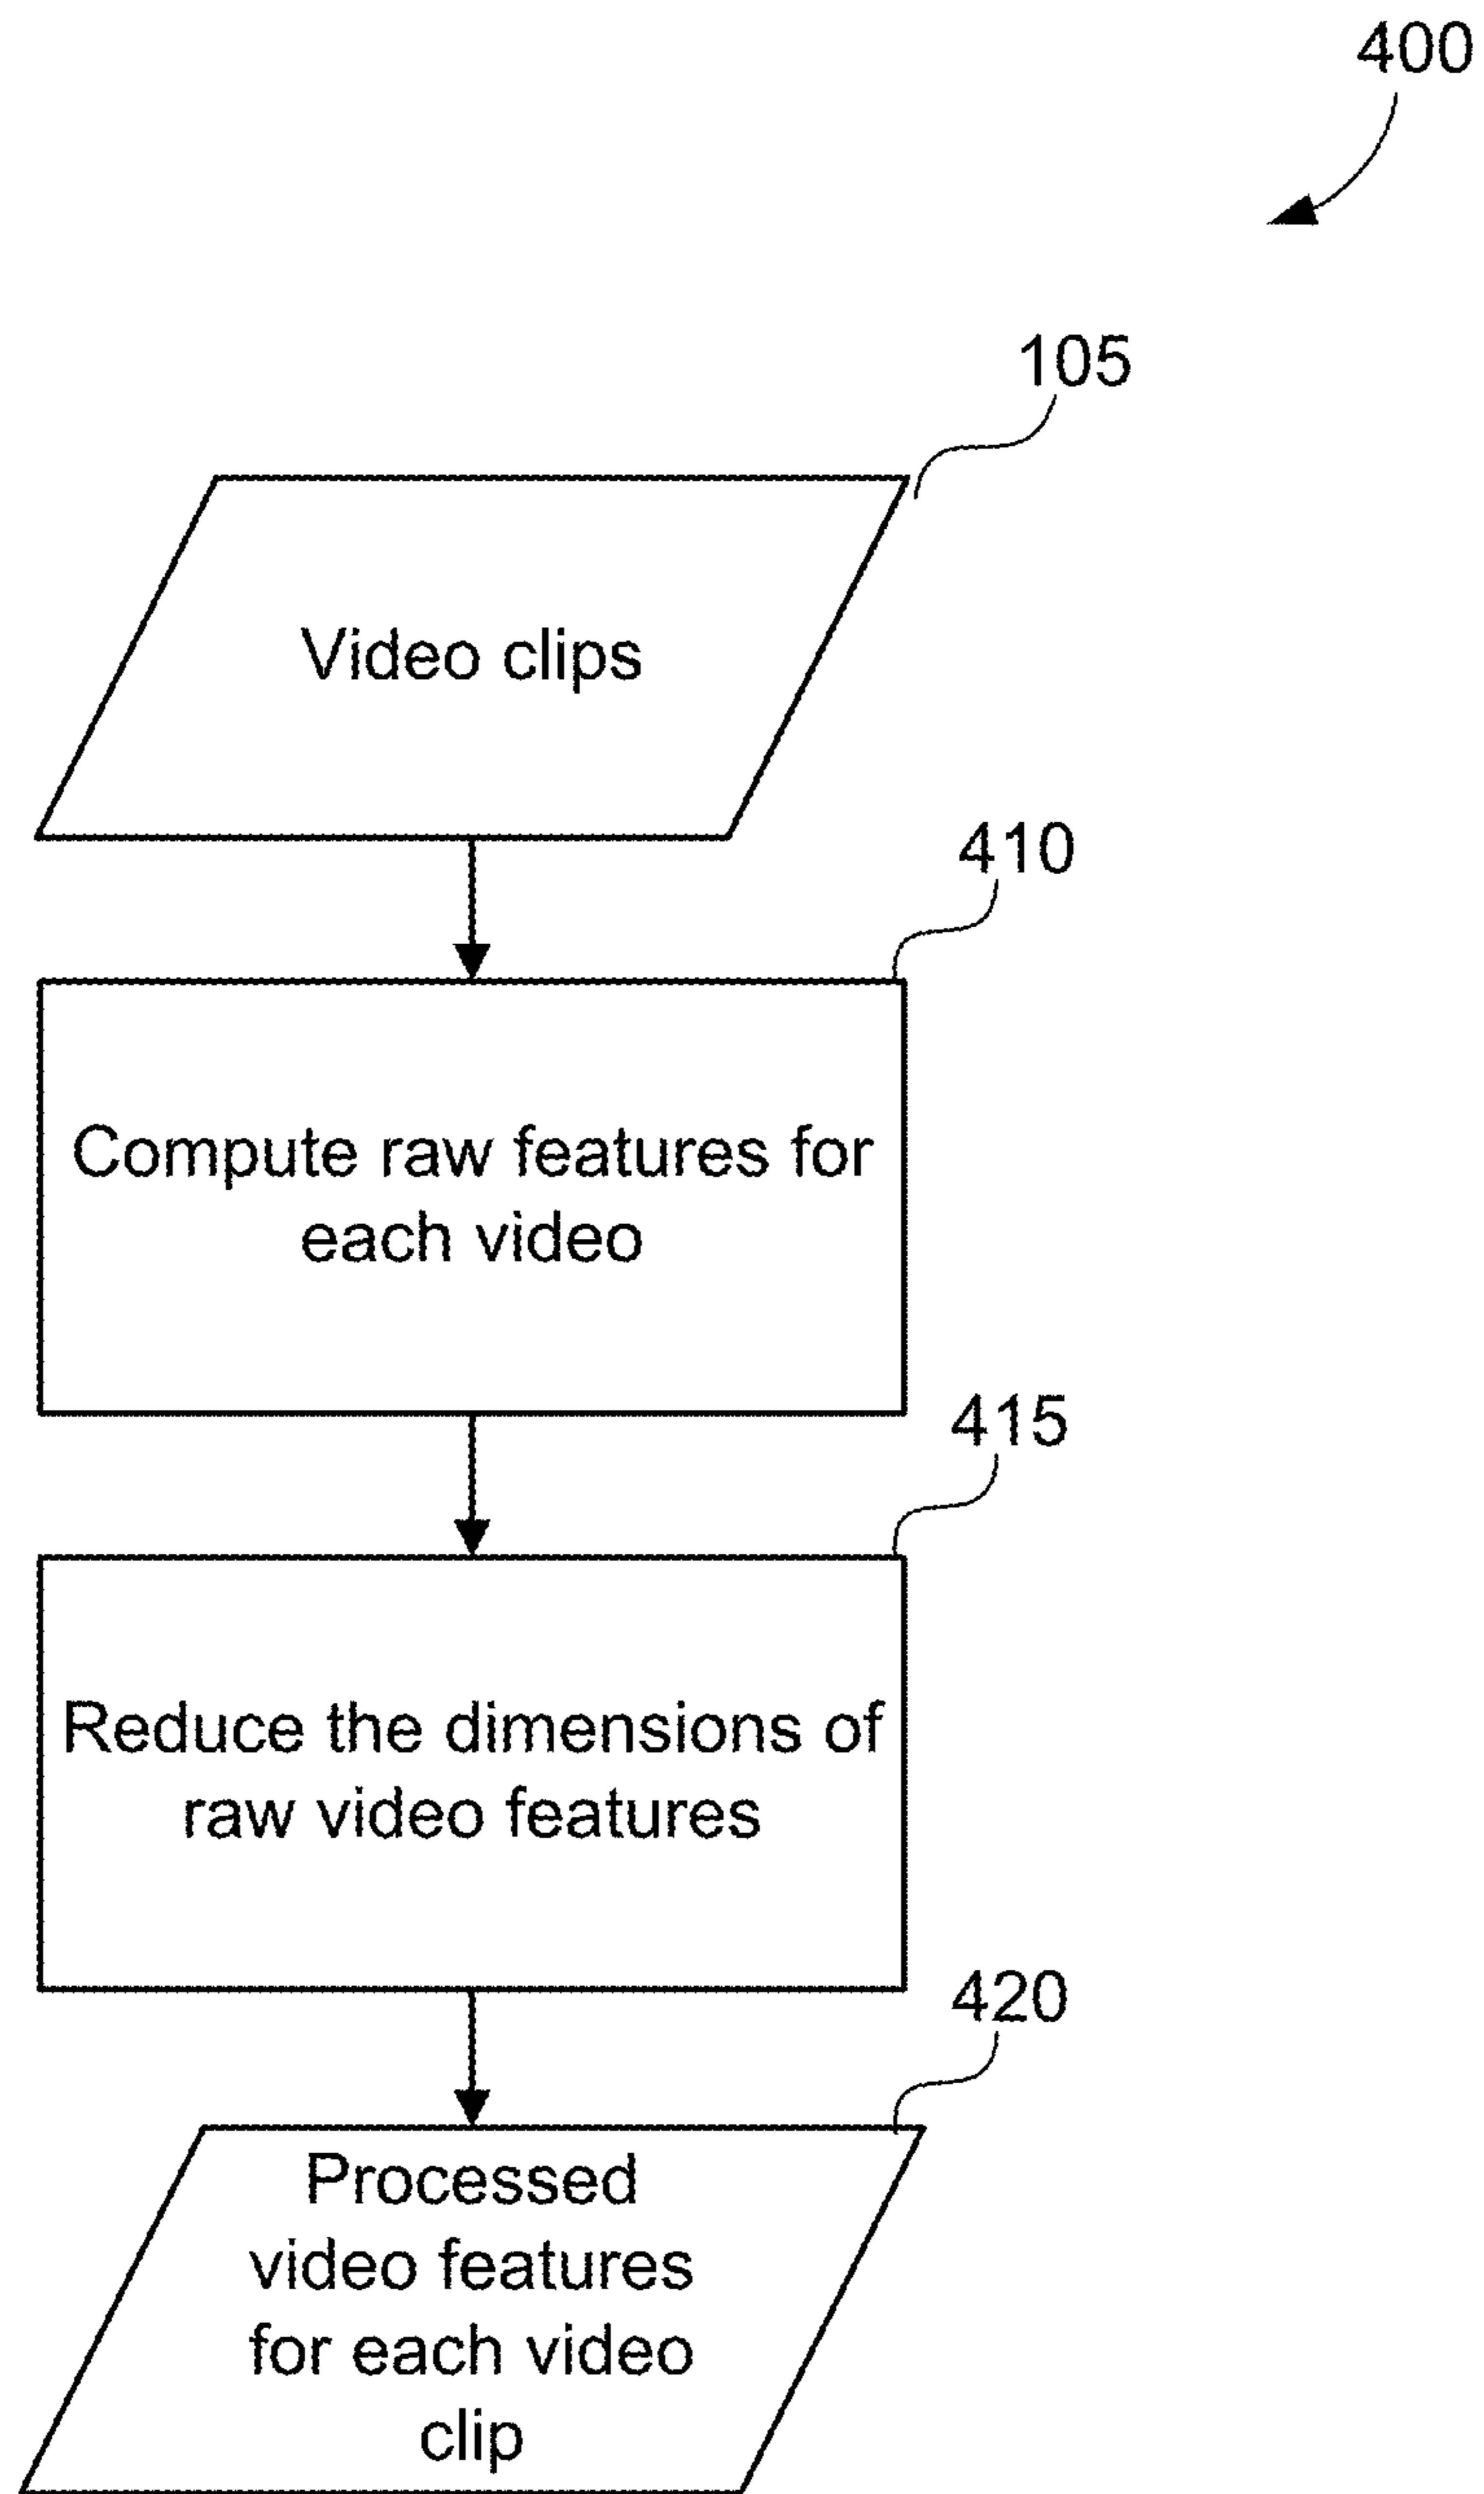 400
105
Video clips
410
Compute raw features for
each video
415
Reduce the dimensions of
raw video features
420
Processed
video features
for each video
clip